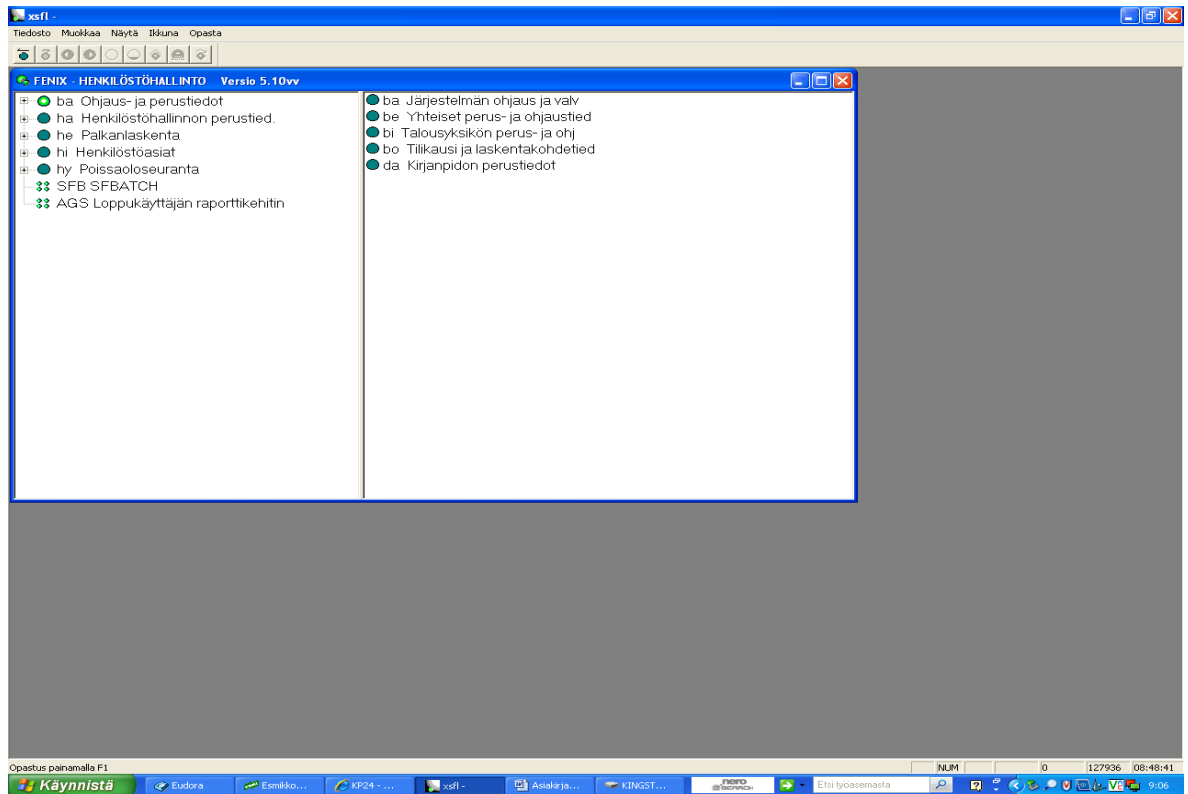 xsfl -
Tiedosto Muokkaa Näytä Ikkuna Opasta
FENIX - HENKILÖSTÖHALLINTO Versio 5.10vv
ba Ohjaus- ja perustiedot
ha Henkilöstöhallinnon perustied.
he Palkanlaskenta
hi Henkilöstöasiat
hy Poissaoloseuranta
SFB SFBATCH
AGS Loppukäyttäjän raporttikehitin
ba Järjestelmän ohjaus ja valv
be Yhteiset perus- ja ohjaustied
bi Talousyksikön perus- ja ohj
bo Tilikausi ja laskentakohdetied
da Kirjanpidon perustiedot
Opastus painamalla F1
NUM 0 127936 08:48:41
Käynnistä Eudora Esmikko... KP24 - ... xsfl - Asiakirja... KINGST... nero SEARCH Etsi työasemasta 9:06